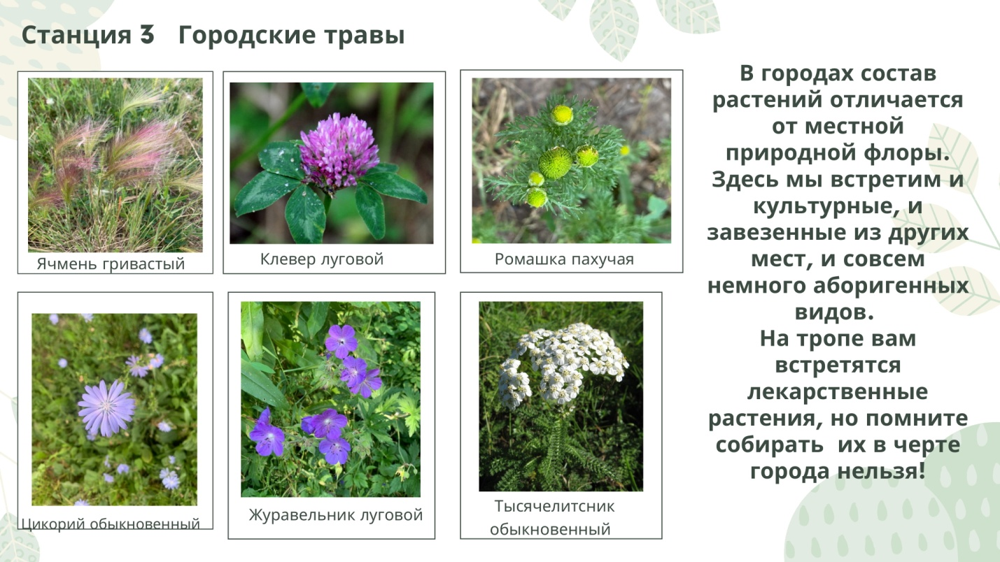 Станция 3 Городские травы
Ячмень гривастый
Клевер луговой
Ромашка пахучая
Цикорий обыкновенный
Журавельник луговой
Тысячелитсник
обыкновенный
В городах состав
растений отличается
от местной
природной флоры.
Здесь мы встретим и
культурные, и
завезенные из других
мест, и совсем
немного аборигенных
видов.
На тропе вам
встретятся
лекарственные
растения, но помните
собирать их в черте
города нельзя!